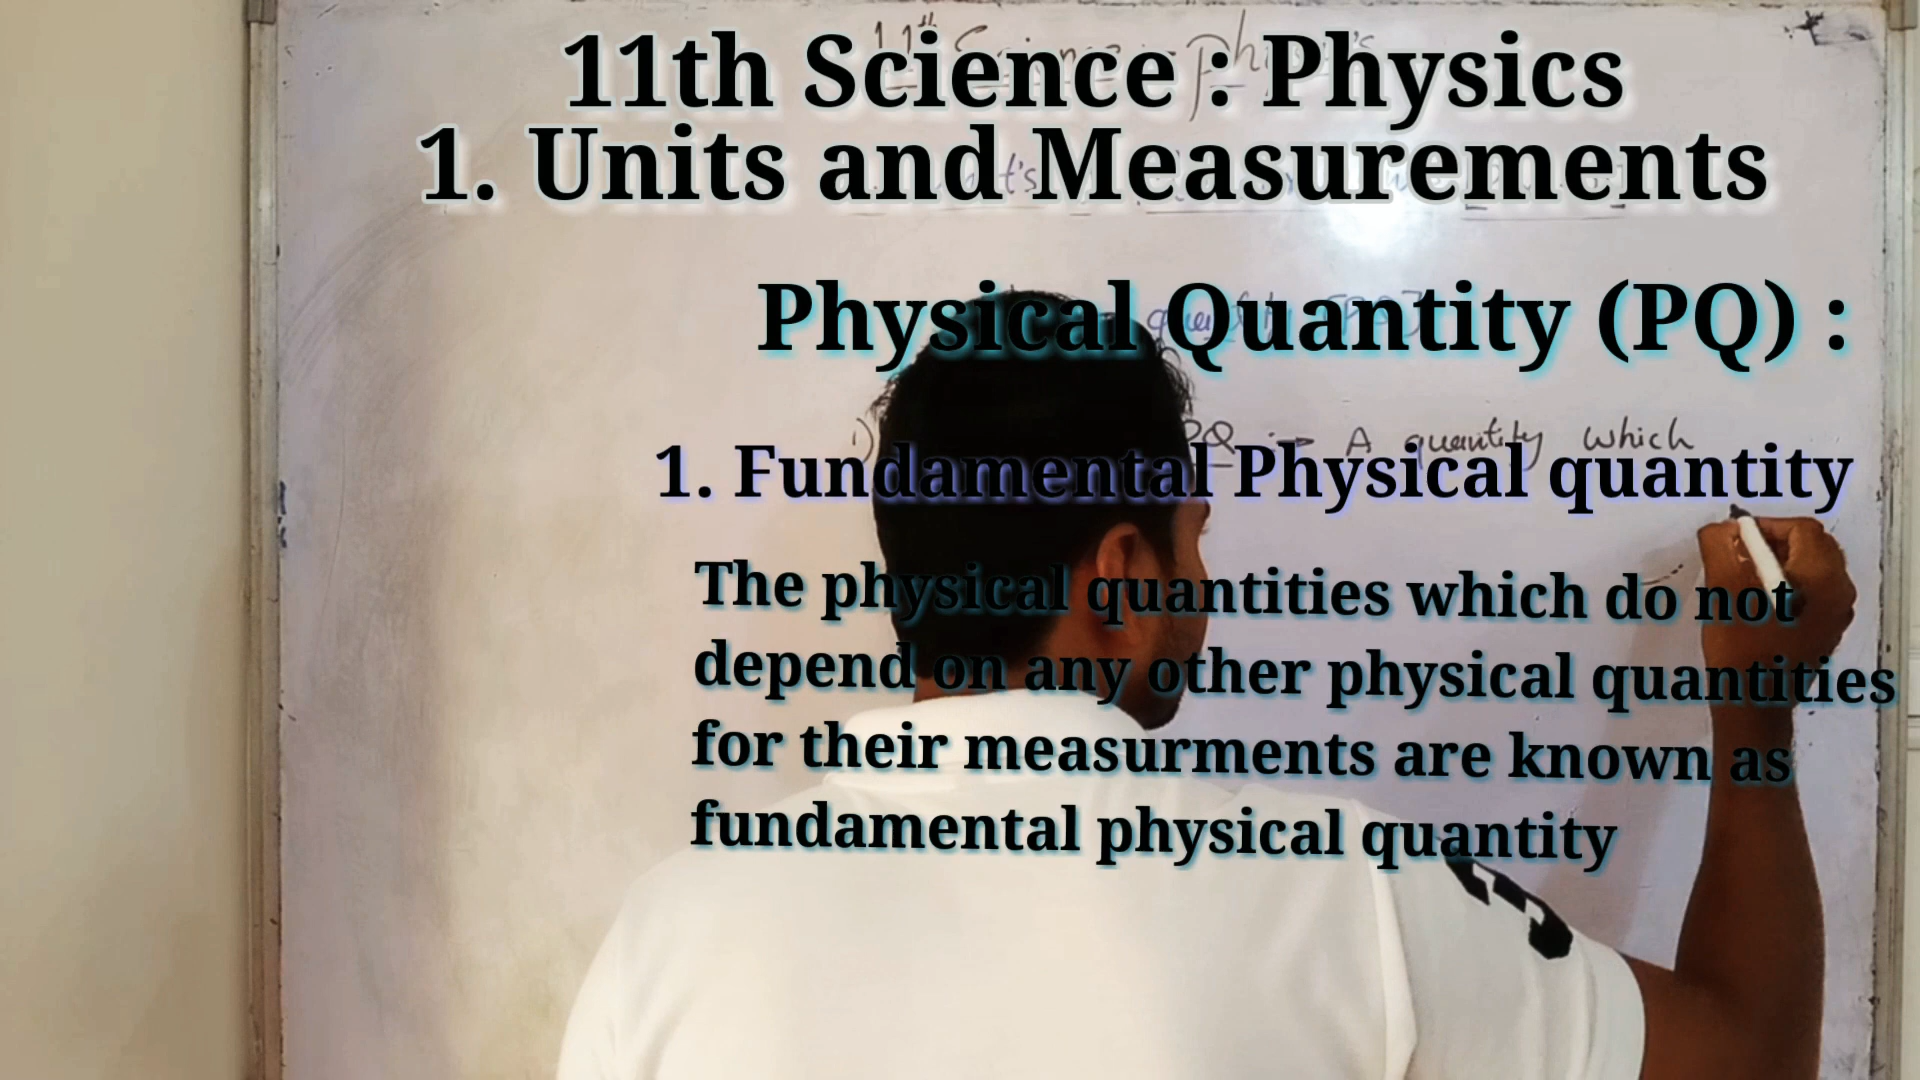 11th Science : Physics
1. Units and Measurements
Physical Quantity (PQ) :
PQ :- A quantity which
1. Fundamental Physical quantity
The physical quantities which do not
depend on any other physical quantities
for their measurments are known as
fundamental physical quantity